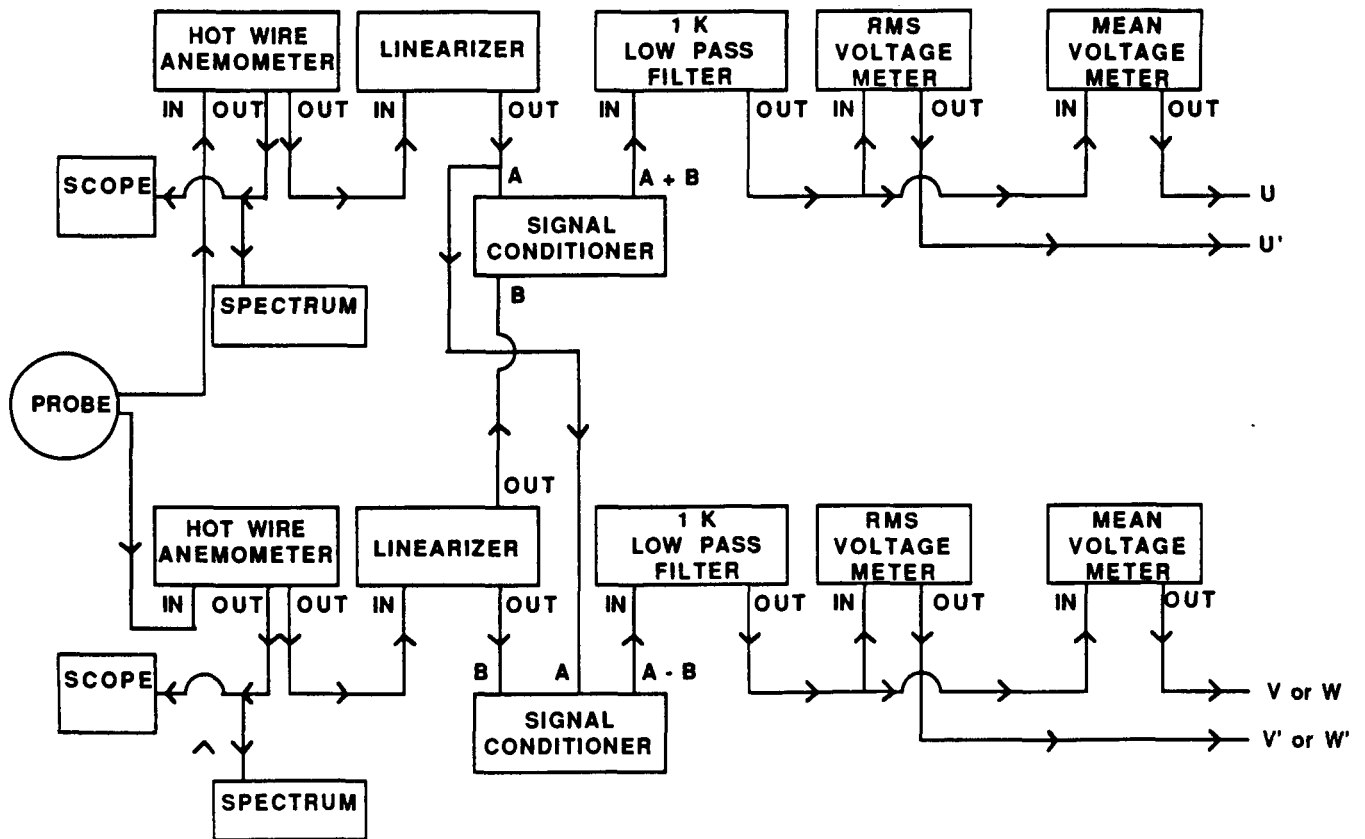 HOT WIRE
ANEMOMETER
LINEARIZER
1 K
LOW PASS
FILTER
RMS
VOLTAGE
METER
MEAN
VOLTAGE
METER
IN OUT OUT
IN OUT
IN OUT
IN OUT
IN OUT
SCOPE
A
A + B
SIGNAL
CONDITIONER
B
U
U'
SPECTRUM
PROBE
OUT
HOT WIRE
ANEMOMETER
LINEARIZER
1 K
LOW PASS
FILTER
RMS
VOLTAGE
METER
MEAN
VOLTAGE
METER
IN OUT OUT
IN OUT
IN OUT
IN OUT
IN OUT
SCOPE
B A A - B
SIGNAL
CONDITIONER
V or W
V' or W'
SPECTRUM